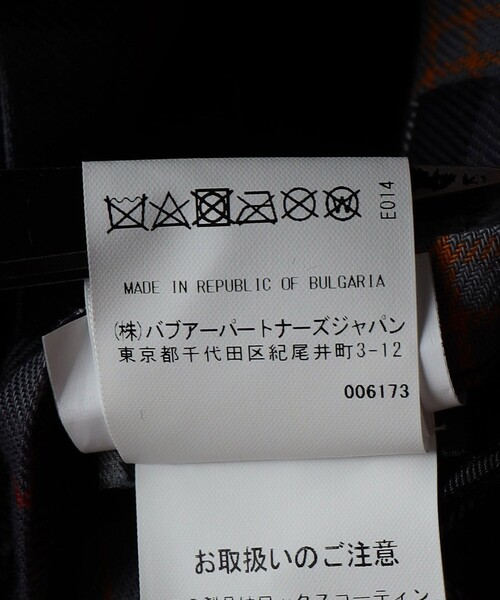 E014
MADE IN REPUBLIC OF BULGARIA
(株)バブアーパートナーズジャパン
東京都千代田区紀尾井町3-12
006173
お取扱いのご注意